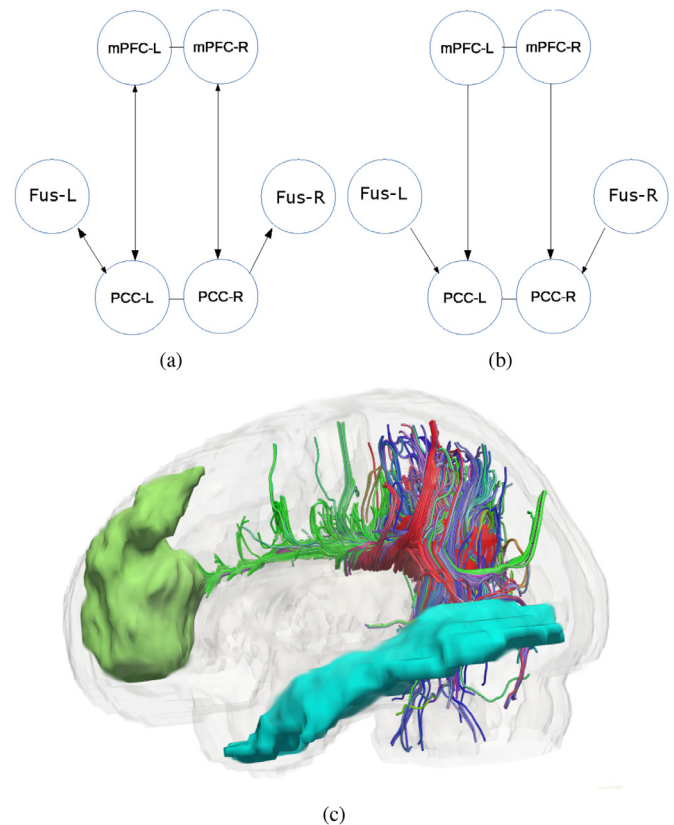 mPFC-L mPFC-R mPFC-L mPFC-R
Fus-L Fus-R Fus-L Fus-R
PCC-L PCC-R PCC-L PCC-R
(a) (b)
(c)